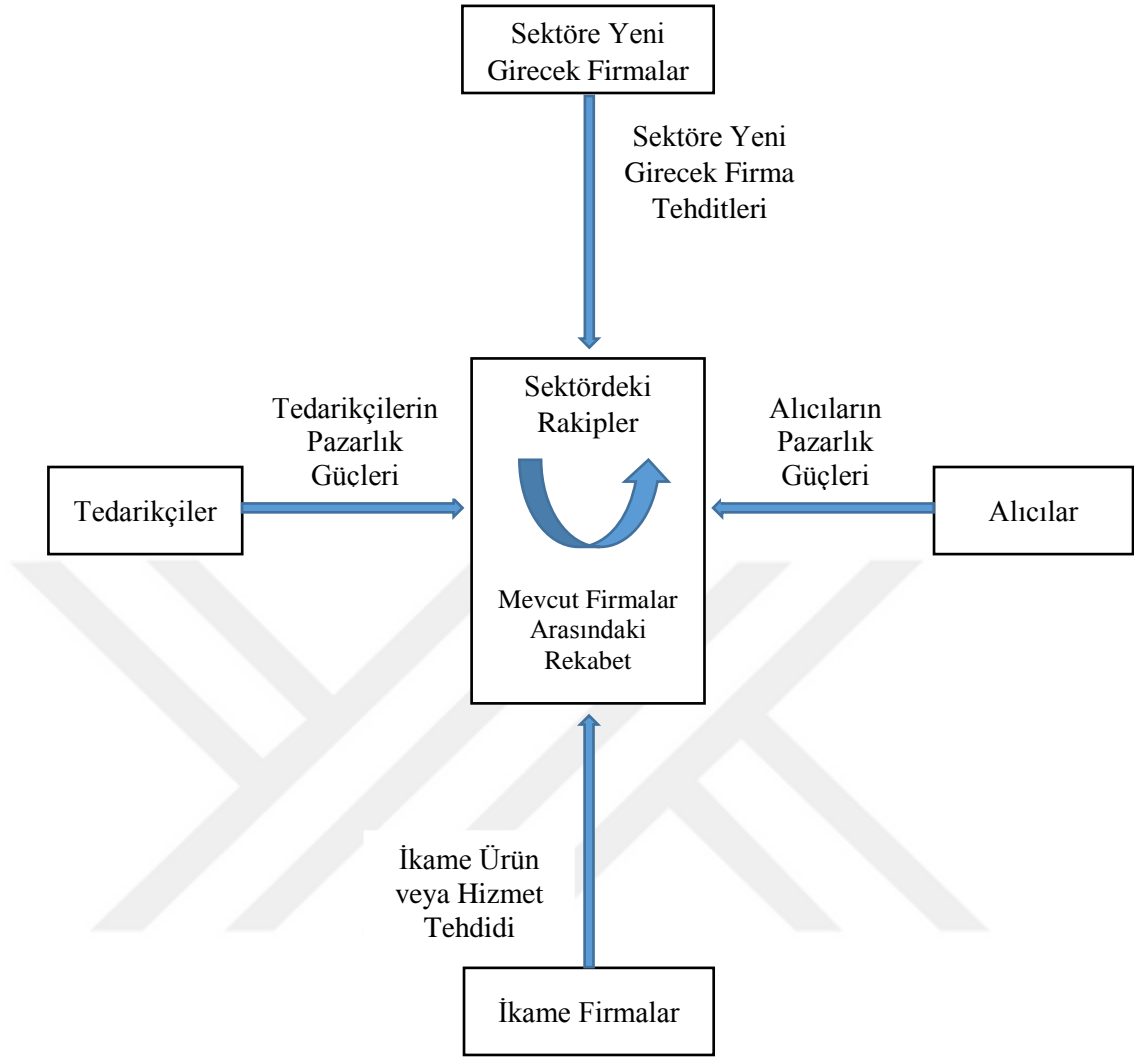 Sektöre Yeni
Girecek Firmalar
Sektöre Yeni
Girecek Firma
Tehditleri
Sektördeki
Rakipler
Tedarikçilerin
Pazarlık
Güçleri
Alıcıların
Pazarlık
Güçleri
Tedarikçiler
Alıcılar
Mevcut Firmalar
Arasındaki
Rekabet
İkame Ürün
veya Hizmet
Tehdidi
İkame Firmalar